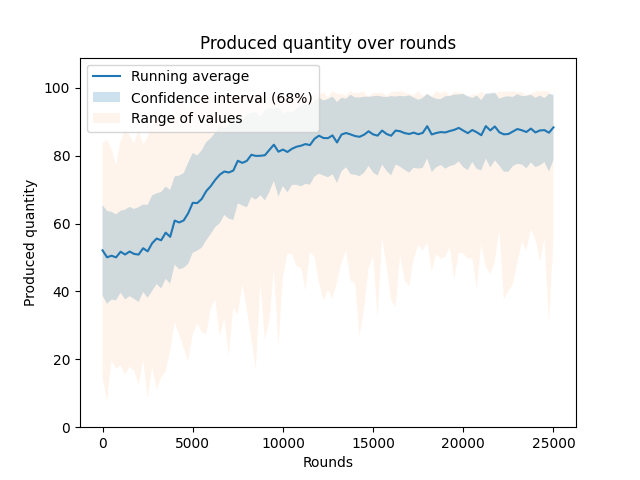 Produced quantity over rounds
Running average
Confidence interval (68%)
Range of values
100
80
60
40
20
0
Produced quantity
0 5000 10000 15000 20000 25000
Rounds